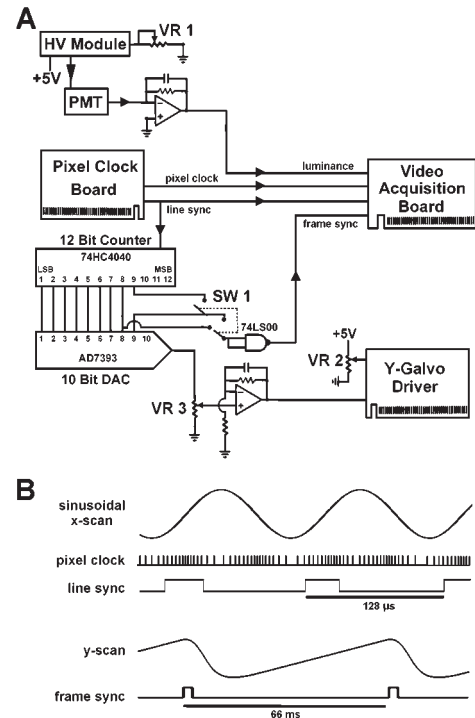 A
HV Module
VR 1
+5V
PMT
Pixel Clock
Board
pixel clock
line sync
luminance
frame sync
Video
Acquisition
Board
12 Bit Counter
74HC4040
LSB MSB
1 2 3 4 5 6 7 8 9 10 11 12
SW 1
74LS00
1 2 3 4 5 6 7 8 9 10
AD7393
10 Bit DAC
+5V
VR 2
Y-Galvo
Driver
VR 3
B
sinusoidal
x-scan
pixel clock
line sync
128 µs
y-scan
frame sync
66 ms